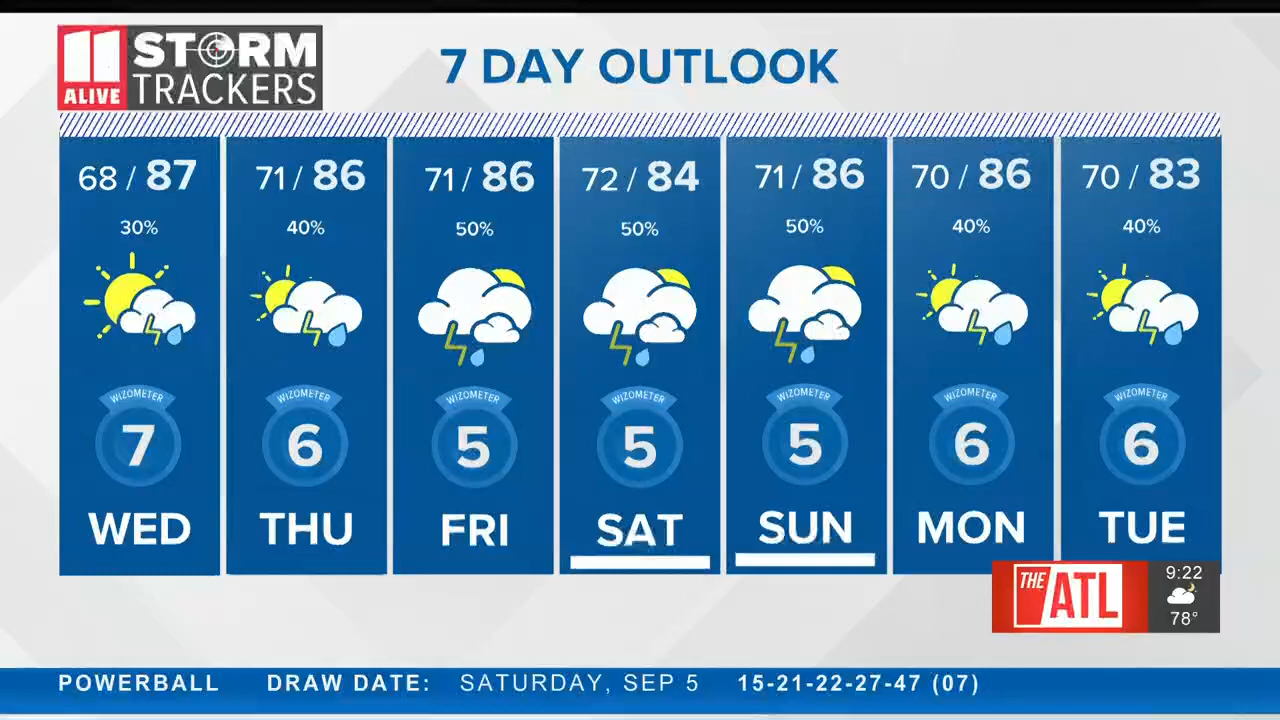 11 ALIVE STORM TRACKERS
7 DAY OUTLOOK
68 / 87 71 / 86 71 / 86 72 / 84 71 / 86 70 / 86 70 / 83
30% 40% 50% 50% 50% 40% 40%
WIZOMETER WIZOMETER WIZOMETER WIZOMETER WIZOMETER WIZOMETER WIZOMETER
7 6 5 5 5 6 6
WED THU FRI SAT SUN MON TUE
THE ATL
9:22
78°
POWERBALL DRAW DATE: SATURDAY, SEP 5 15-21-22-27-47 (07)